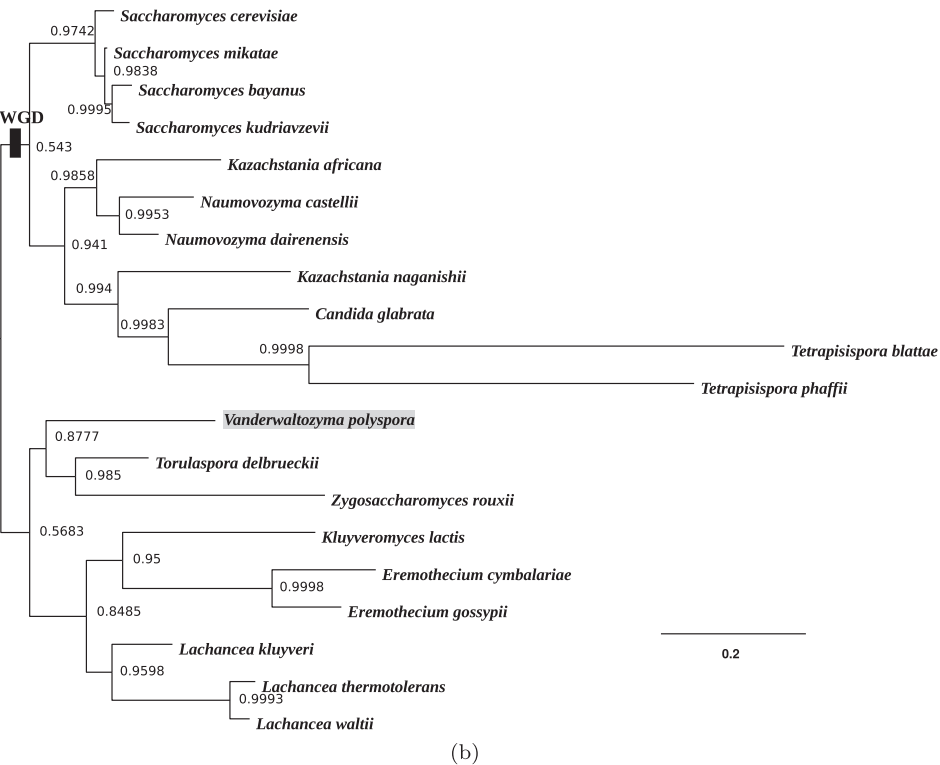 Saccharomyces cerevisiae
0.9742
Saccharomyces mikatae
0.9838
Saccharomyces bayanus
0.9995
WGD
Saccharomyces kudriavzevii
0.543
Kazachstania africana
0.9858
Naumovozyma castellii
0.9953
Naumovozyma dairenensis
0.941
Kazachstania naganishii
0.994
Candida glabrata
0.9983
0.9998
Tetrapisispora blattae
Tetrapisispora phaffii
Vanderwaltozyma polyspora
0.8777
Torulaspora delbrueckii
0.985
Zygosaccharomyces rouxii
0.5683
Kluyveromyces lactis
0.95
Eremothecium cymbalariae
0.9998
Eremothecium gossypii
0.8485
Lachancea kluyveri
0.2
0.9598
Lachancea thermotolerans
0.9993
Lachancea waltii
(b)